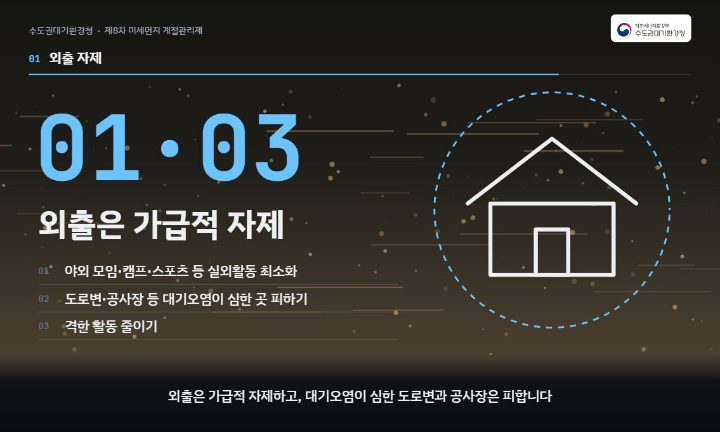 수도권대기환경청 · 제8차 미세먼지 계절관리제
수도권대기환경청
01 외출 자제
01·03
외출은 가급적 자제
01 야외 모임·캠프·스포츠 등 실외활동 최소화
02 도로변·공사장 등 대기오염이 심한 곳 피하기
03 격한 활동 줄이기
외출은 가급적 자제하고, 대기오염이 심한 도로변과 공사장은 피합니다